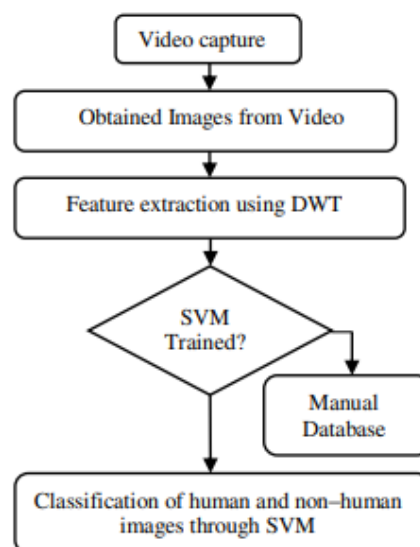 Video capture
Obtained Images from Video
Feature extraction using DWT
SVM
Trained?
Manual
Database
Classification of human and non–human
images through SVM